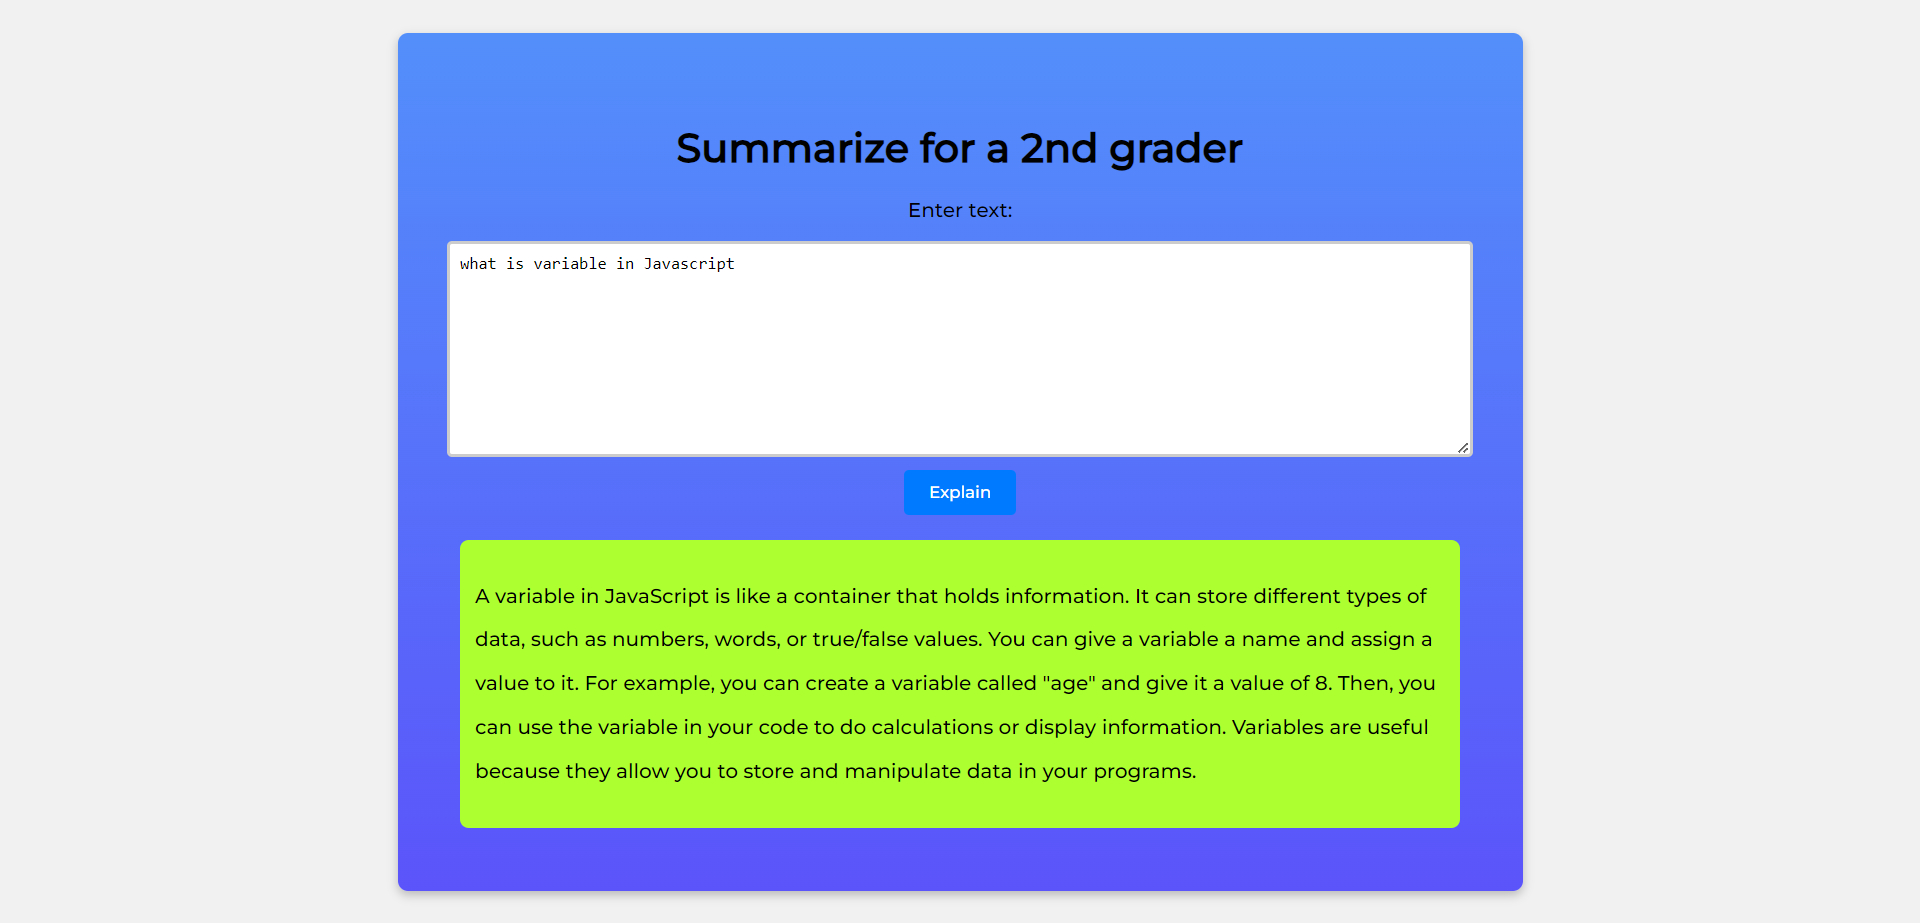 Summarize for a 2nd grader
Enter text:
what is variable in Javascript
Explain
A variable in JavaScript is like a container that holds information. It can store different types of
data, such as numbers, words, or true/false values. You can give a variable a name and assign a
value to it. For example, you can create a variable called "age" and give it a value of 8. Then, you
can use the variable in your code to do calculations or display information. Variables are useful
because they allow you to store and manipulate data in your programs.